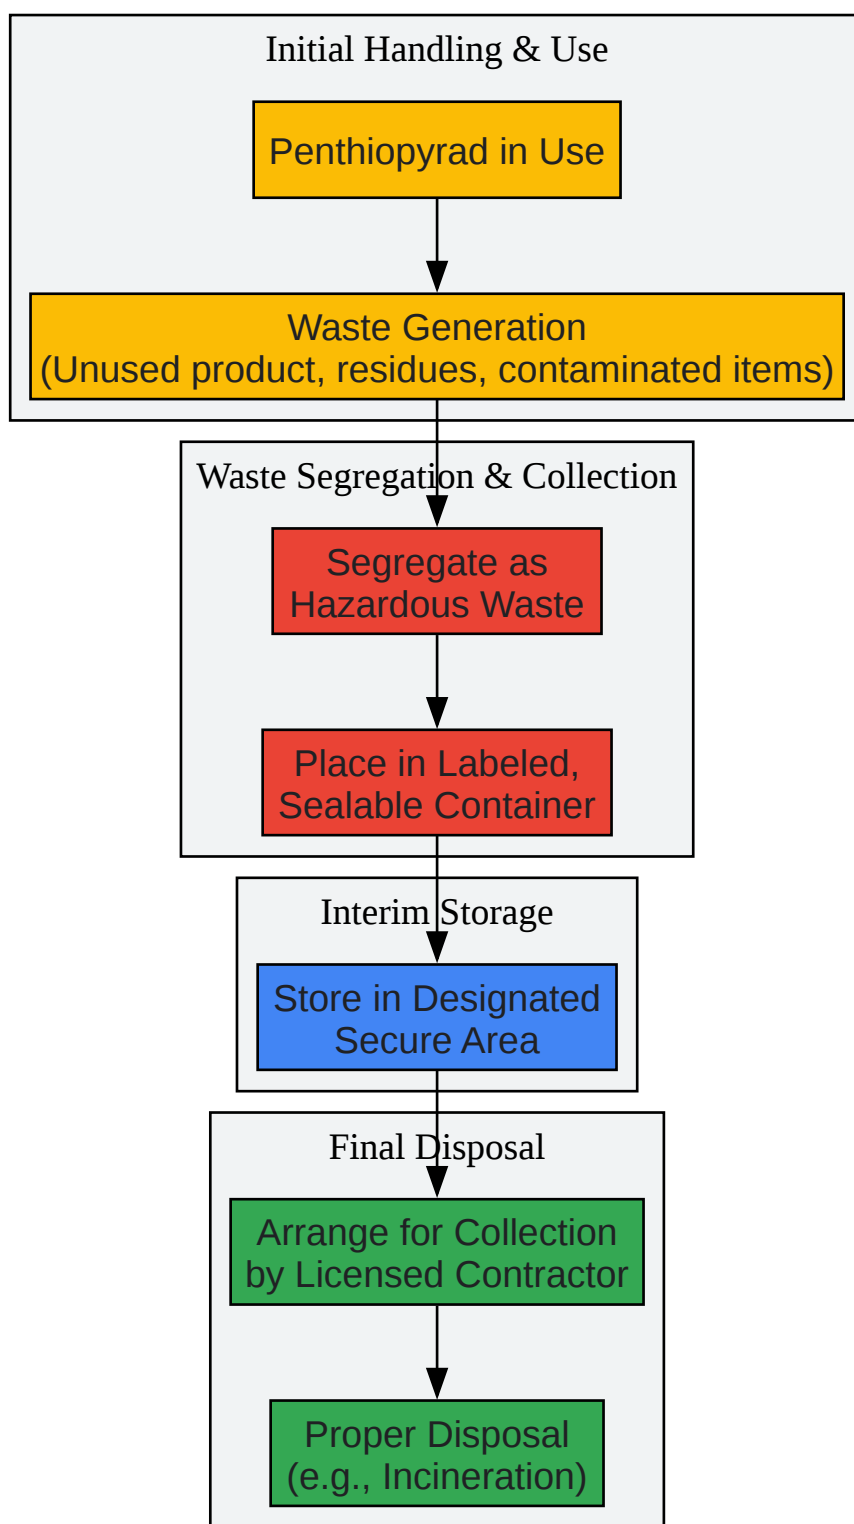 Initial Handling & Use
Penthiopyrad in Use
Waste Generation
(Unused product, residues, contaminated items)
Waste Segregation & Collection
Segregate as
Hazardous Waste
Place in Labeled,
Sealable Container
Interim Storage
Store in Designated
Secure Area
Final Disposal
Arrange for Collection
by Licensed Contractor
Proper Disposal
(e.g., Incineration)